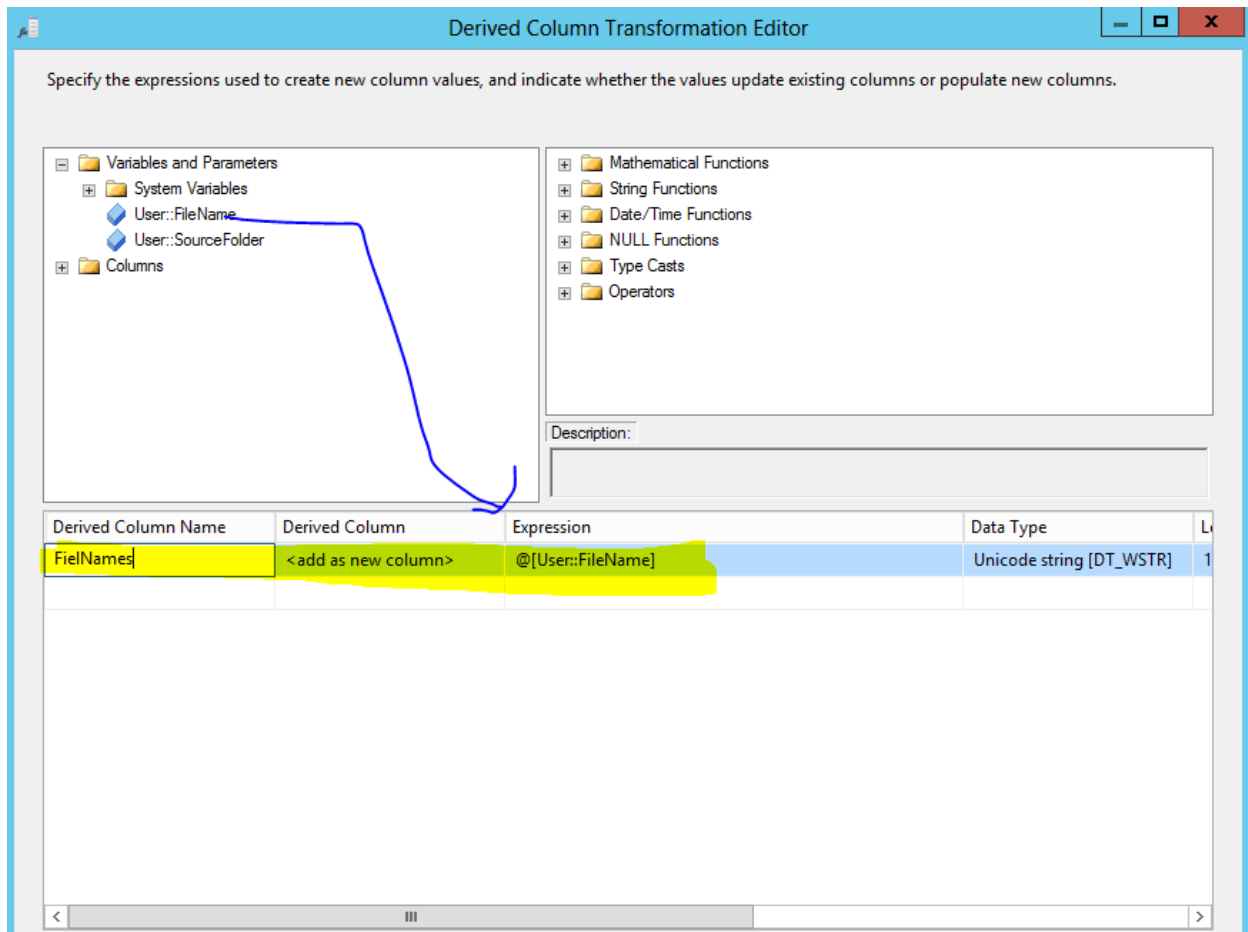 Derived Column Transformation Editor
Specify the expressions used to create new column values, and indicate whether the values update existing columns or populate new columns.
Variables and Parameters
System Variables
User::FileName
User::SourceFolder
Columns
Mathematical Functions
String Functions
Date/Time Functions
NULL Functions
Type Casts
Operators
Description:
Derived Column Name Derived Column Expression Data Type
FielNames <add as new column> @[User::FileName] Unicode string [DT_WSTR] 1